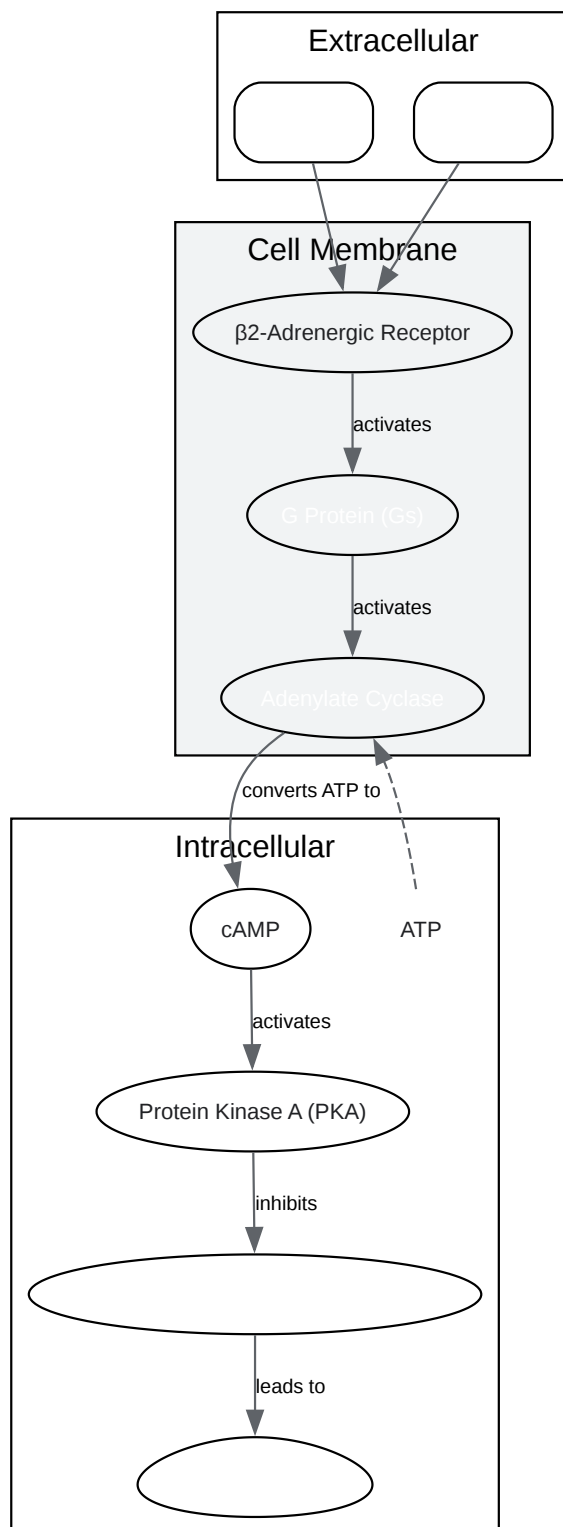 Extracellular
Cell Membrane
β2-Adrenergic Receptor
activates
G Protein (Gs)
activates
Adenylate Cyclase
converts ATP to
Intracellular
cAMP
ATP
activates
Protein Kinase A (PKA)
inhibits
leads to